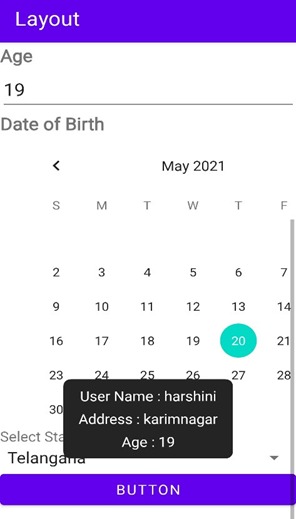 Layout
Age
19
Date of Birth
May 2021
S M T W T F
2 3 4 5 6 7
9 10 11 12 13 14
16 17 18 19 20 21
23 24 25 26 27 28
30
User Name : harshini
Address : karimnagar
Age : 19
Select Sta
Telangana
BUTTON